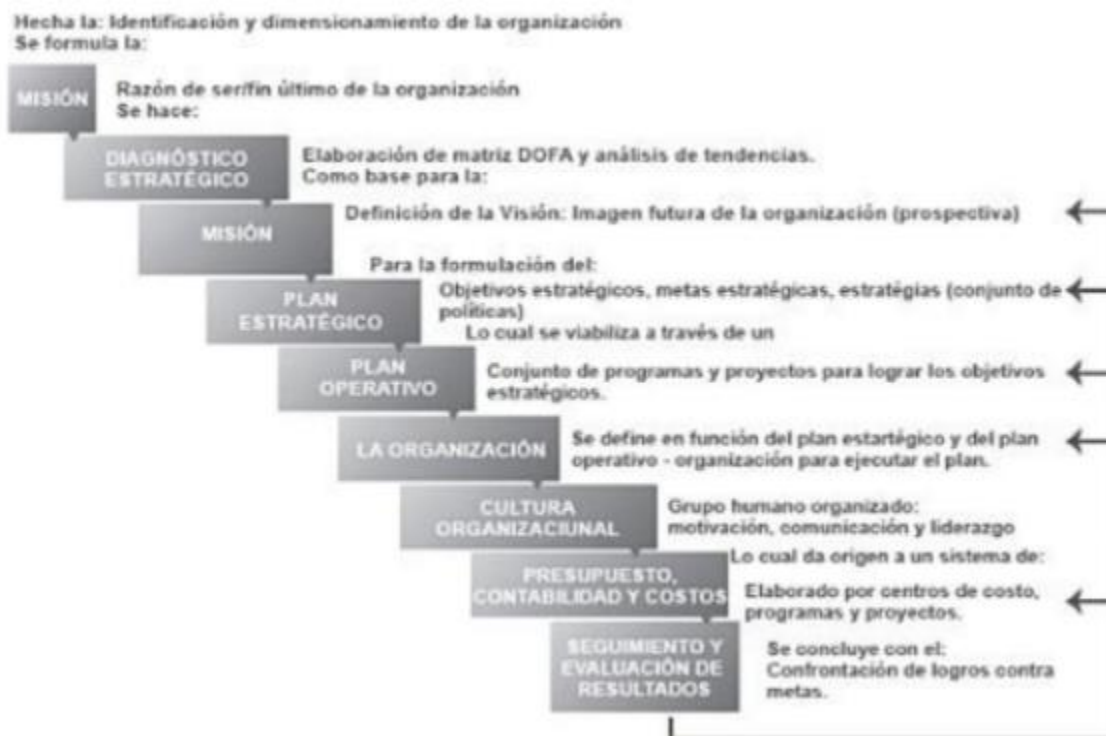 Hecha la: Identificación y dimensionamiento de la organización
Se formula la:
MISIÓN
Razón de ser/fin último de la organización
Se hace:
DIAGNÓSTICO
ESTRATÉGICO
Elaboración de matriz DOFA y análisis de tendencias.
Como base para la:
MISIÓN
Definición de la Visión: Imagen futura de la organización (prospectiva)
Para la formulación del:
PLAN
ESTRATÉGICO
Objetivos estratégicos, metas estratégicas, estratégias (conjunto de
políticas)
Lo cual se viabiliza a través de un
PLAN
OPERATIVO
Conjunto de programas y proyectos para lograr los objetivos
estratégicos.
LA ORGANIZACIÓN
Se define en función del plan estartégico y del plan
operativo - organización para ejecutar el plan.
CULTURA
ORGANIZACIUNAL
Grupo humano organizado:
motivación, comunicación y liderazgo
Lo cual da origen a un sistema de:
PRESUPUESTO,
CONTABILIDAD Y COSTOS
Elaborado por centros de costo,
programas y proyectos.
SEGUIMIENTO Y
EVALUACIÓN DE
RESULTADOS
Se concluye con el:
Confrontación de logros contra
metas.